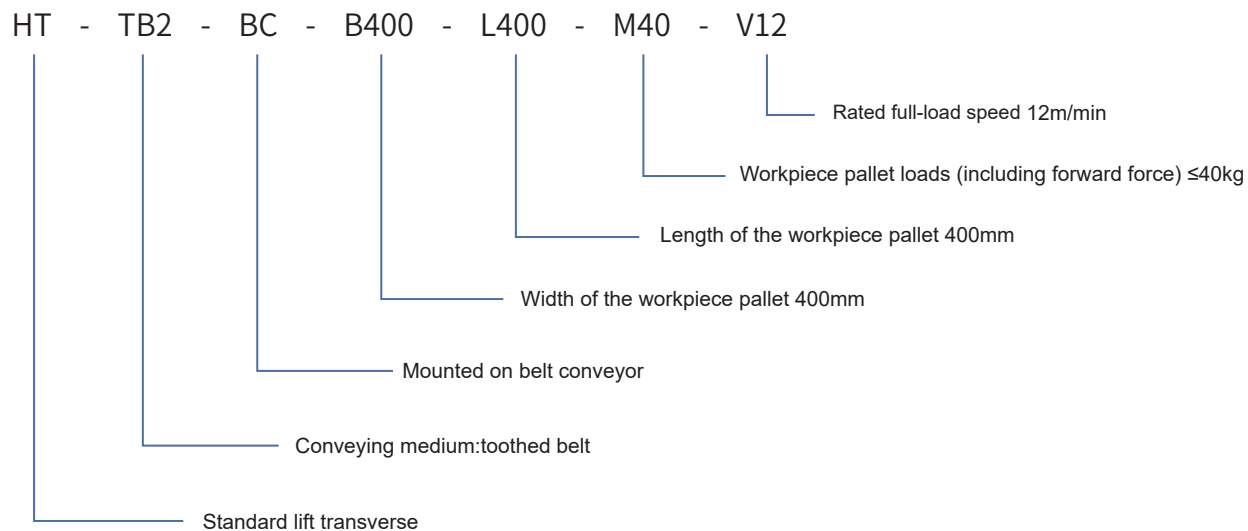 HT - TB2 - BC - B400 - L400 - M40 - V12
Rated full-load speed 12m/min
Workpiece pallet loads (including forward force) ≤40kg
Length of the workpiece pallet 400mm
Width of the workpiece pallet 400mm
Mounted on belt conveyor
Conveying medium:toothed belt
Standard lift transverse